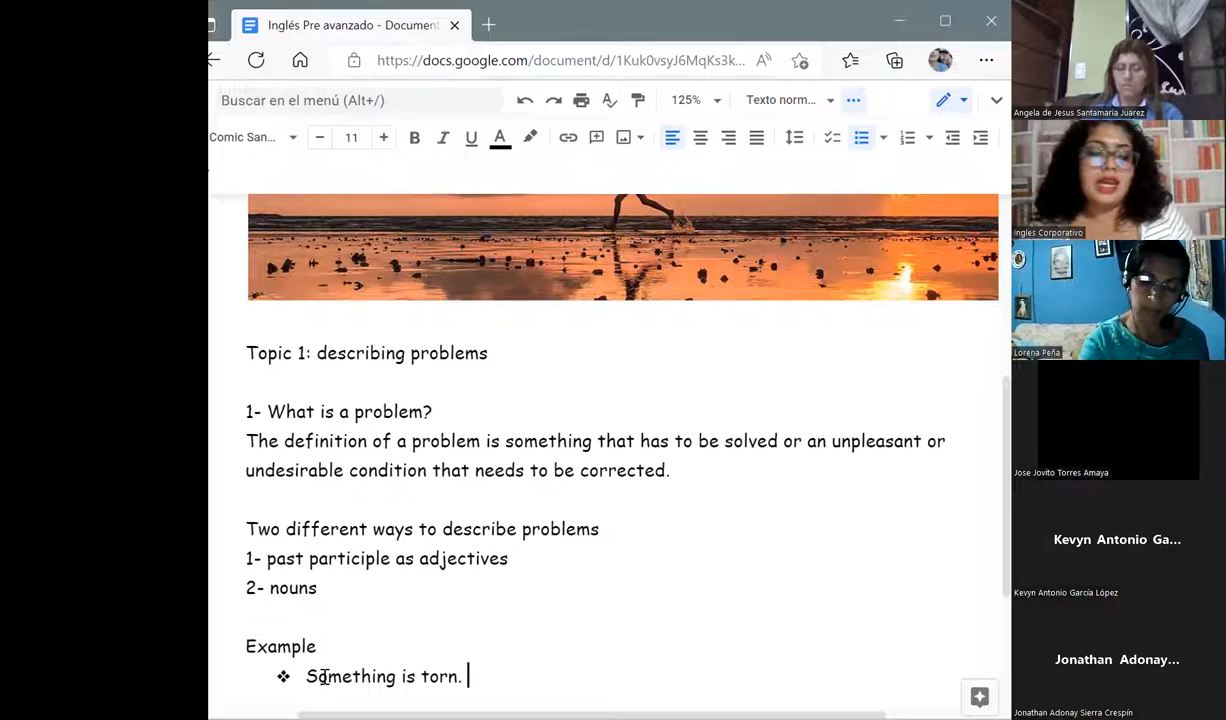 Inglés Pre avanzado - Document
https://docs.google.com/document/d/1Kuk0vsyJ6MqKs3k...
Buscar en el menú (Alt+/)
125%
Texto norm...
Comic San...
11
B I U A
Topic 1: describing problems
1- What is a problem?
The definition of a problem is something that has to be solved or an unpleasant or
undesirable condition that needs to be corrected.
Two different ways to describe problems
1- past participle as adjectives
2- nouns
Example
❖ Something is torn.
Angela de Jesus Santamaria Juarez
Ingles Corporativo
Lorena Peña
Jose Jovito Torres Amaya
Kevyn Antonio Ga...
Kevyn Antonio García López
Jonathan Adonay...
Jonathan Adonay Sierra Crespín